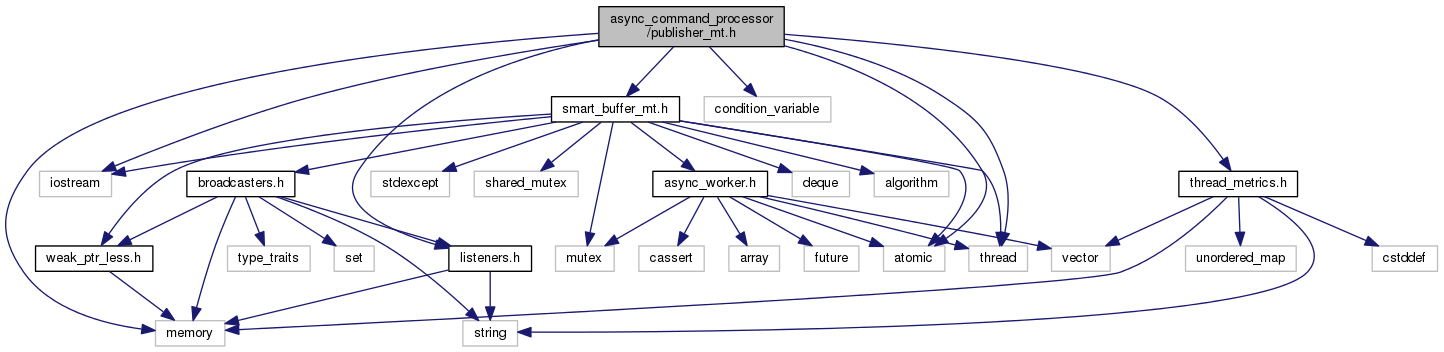 async_command_processor
/publisher_mt.h
smart_buffer_mt.h
condition_variable
iostream
broadcasters.h
stdexcept
shared_mutex
async_worker.h
deque
algorithm
thread_metrics.h
weak_ptr_less.h
type_traits
set
listeners.h
mutex
cassert
array
future
atomic
thread
vector
unordered_map
cstddef
memory
string